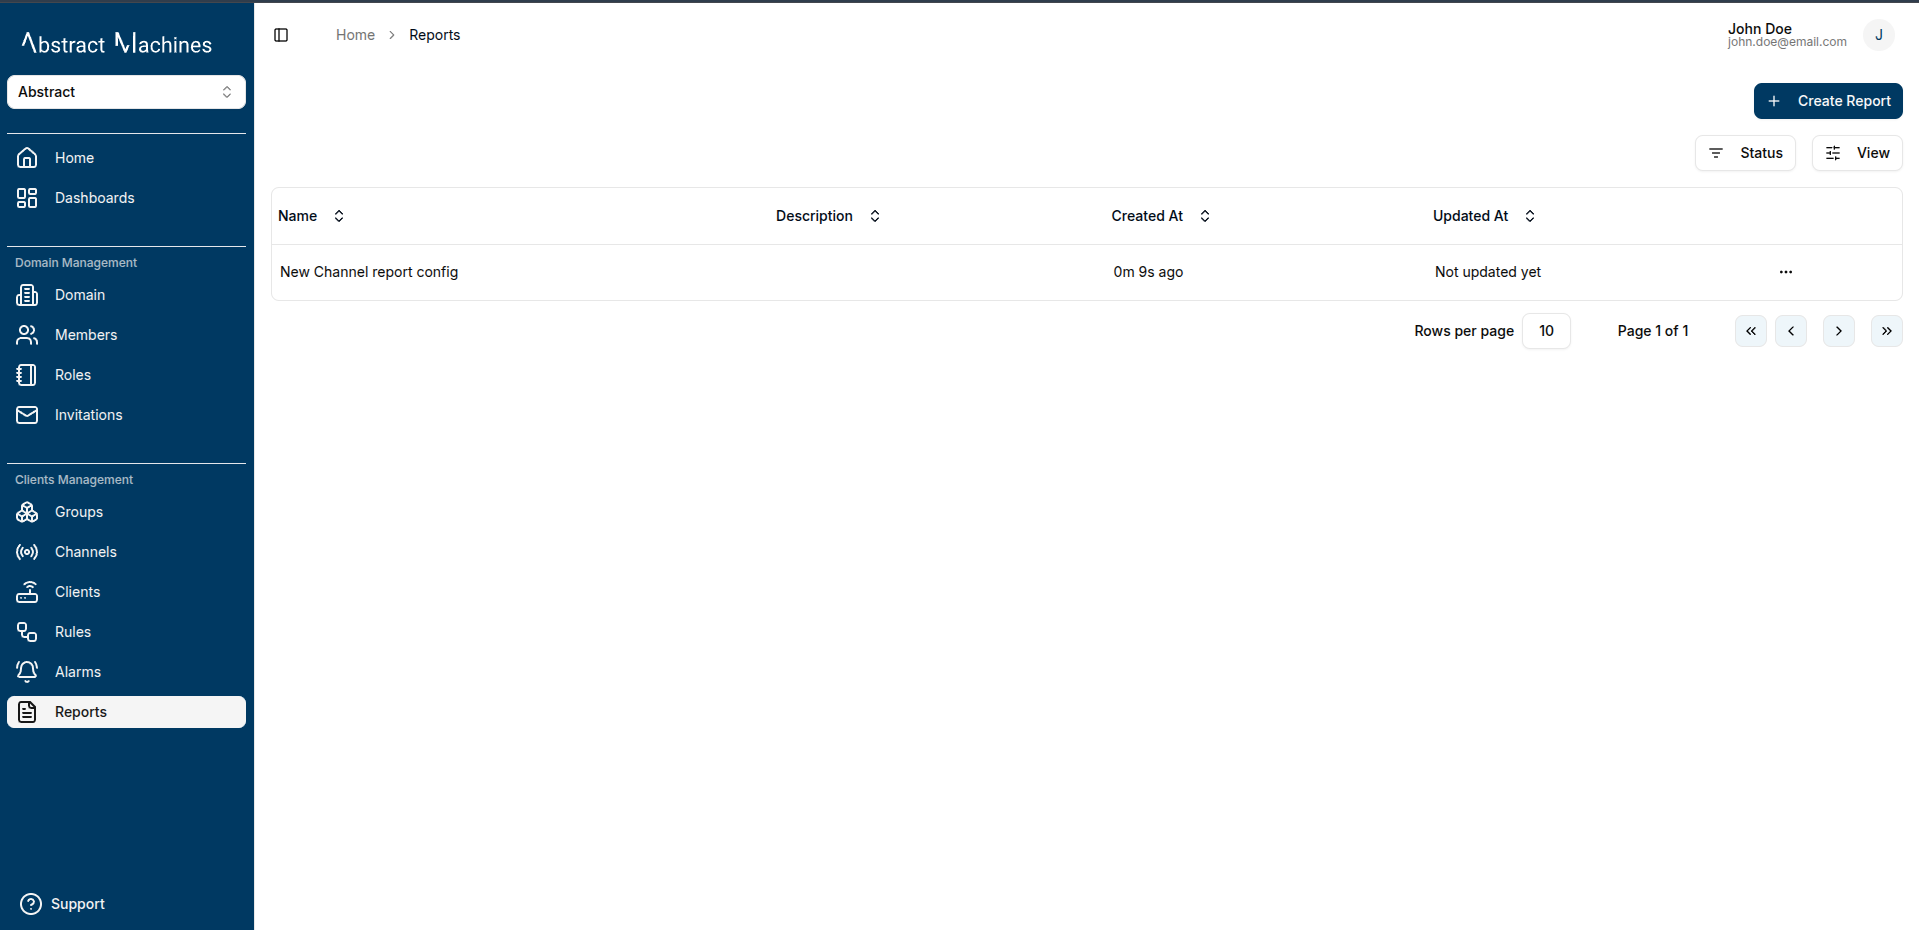 Abstract Machines
Abstract
Home
Dashboards
Domain Management
Domain
Members
Roles
Invitations
Clients Management
Groups
Channels
Clients
Rules
Alarms
Reports
Support
Home > Reports
John Doe
john.doe@email.com
J
+ Create Report
Status View
Name Description Created At Updated At
New Channel report config 0m 9s ago Not updated yet ...
Rows per page 10 Page 1 of 1 « ‹ › »